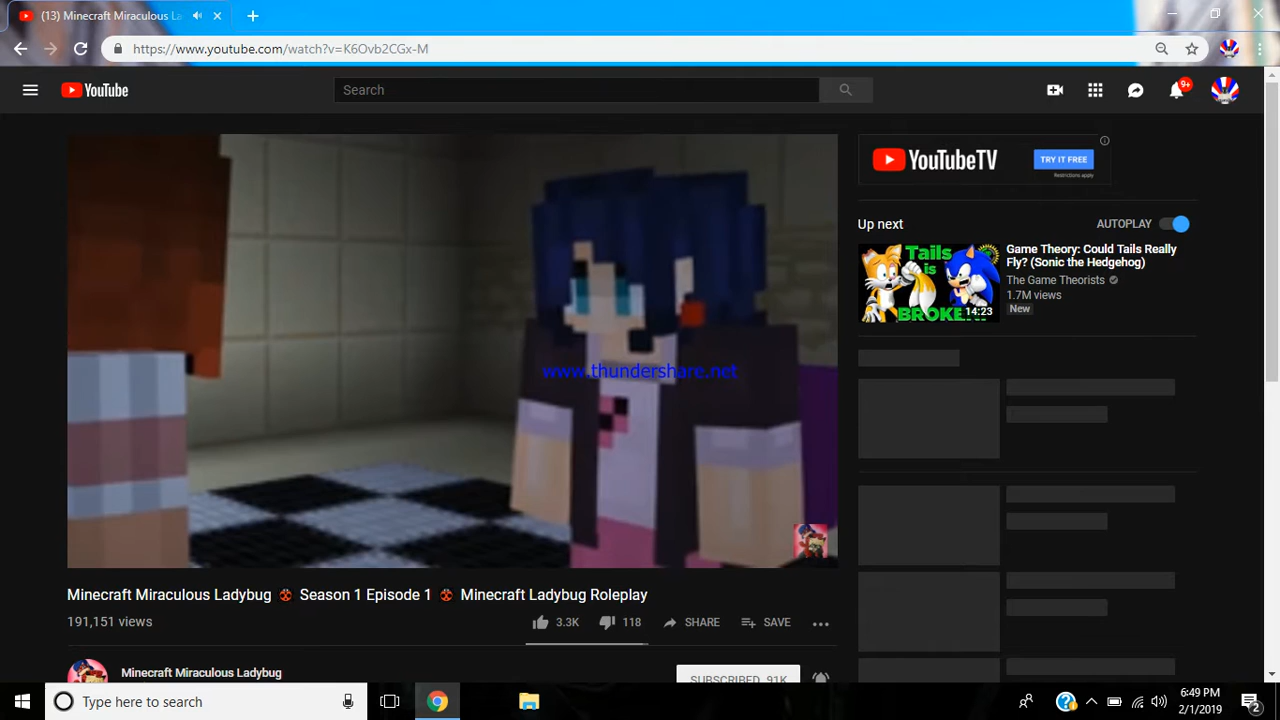 (13) Minecraft Miraculous La
https://www.youtube.com/watch?v=K6Ovb2CGx-M
YouTube
Search
9+
YouTubeTV
TRY IT FREE
Restrictions apply
Up next
AUTOPLAY
Tails
is
BROKEN!
14:23
Game Theory: Could Tails Really
Fly? (Sonic the Hedgehog)
The Game Theorists
1.7M views
New
www.thundershare.net
Minecraft Miraculous Ladybug 🐞 Season 1 Episode 1 🐞 Minecraft Ladybug Roleplay
191,151 views
3.3K
118
SHARE
SAVE
Minecraft Miraculous Ladybug
SUBSCRIBED 91K
Type here to search
6:49 PM
2/1/2019
2